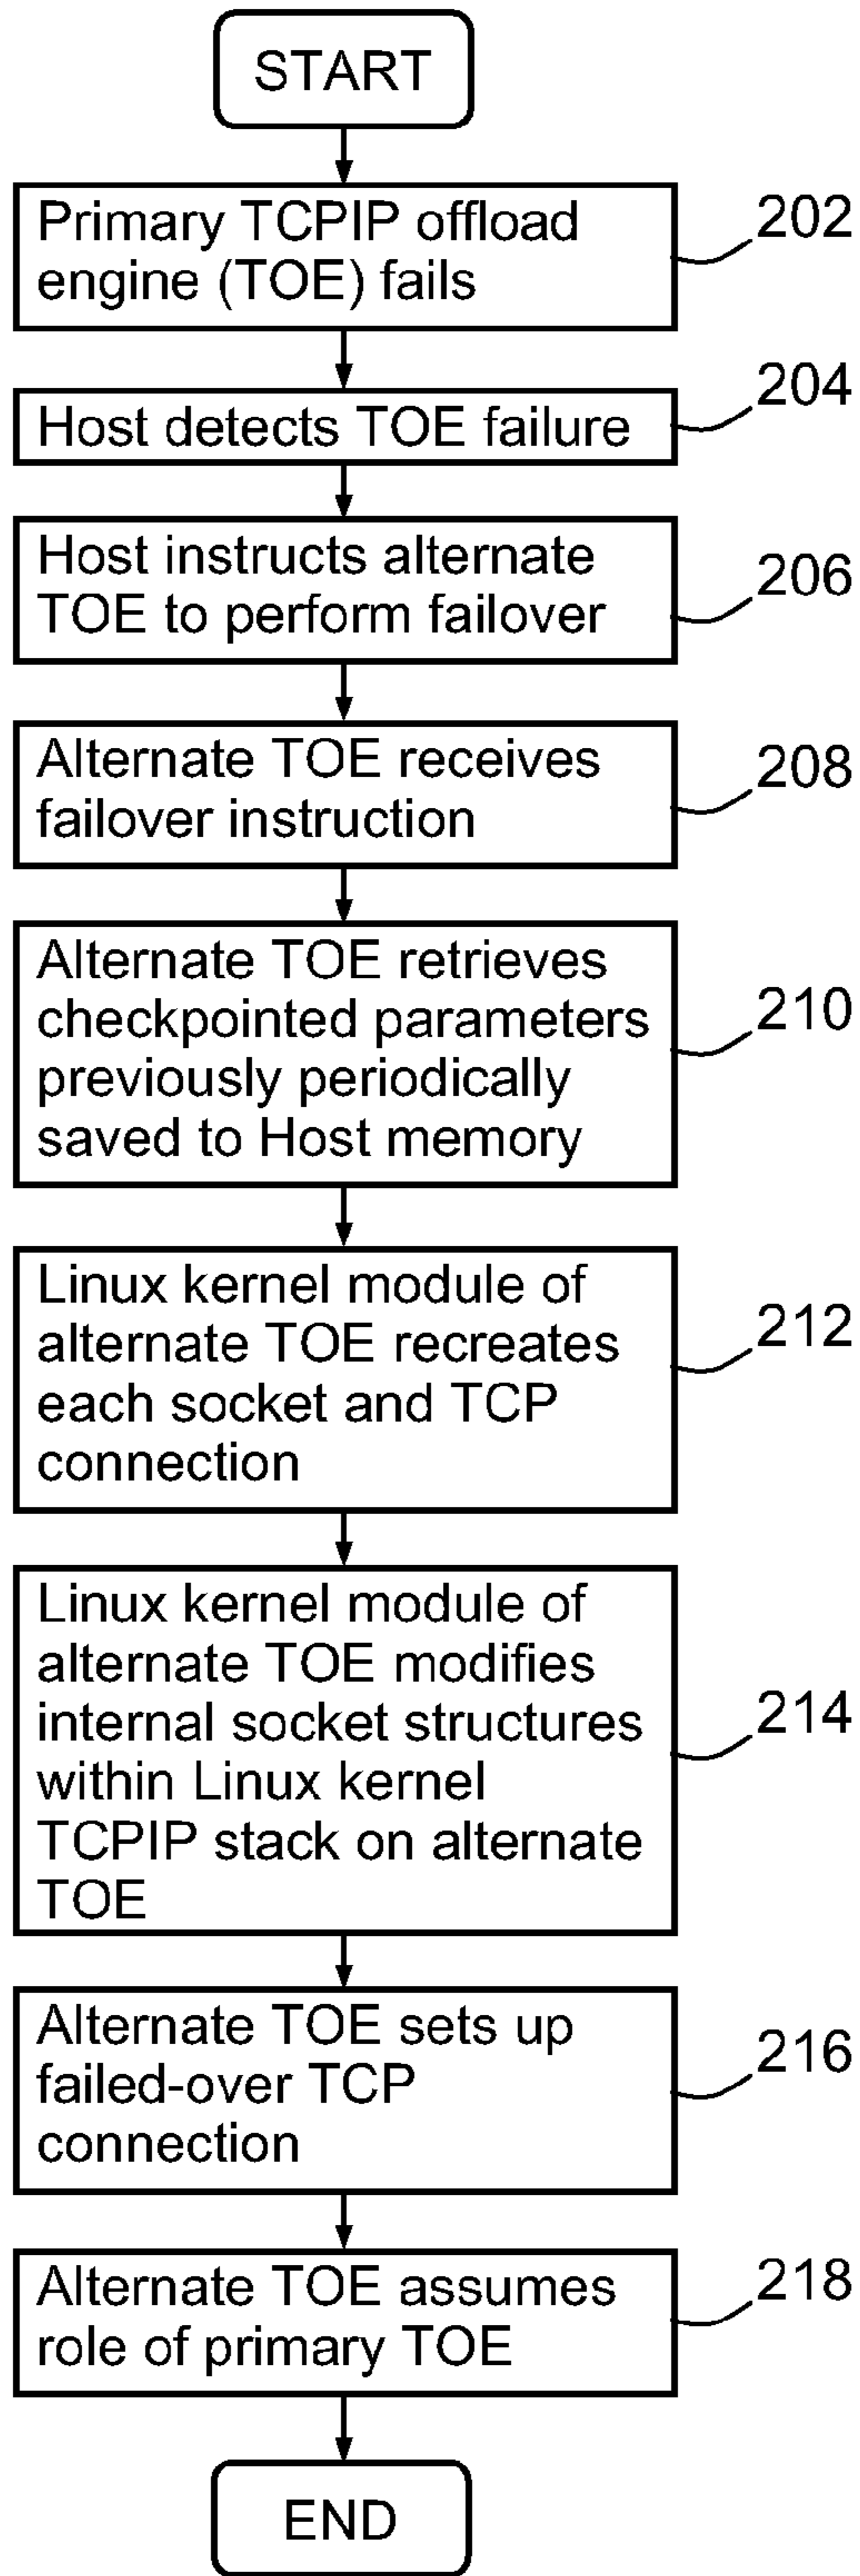 START
Primary TCPIP offload
engine (TOE) fails
202
Host detects TOE failure
204
Host instructs alternate
TOE to perform failover
206
Alternate TOE receives
failover instruction
208
Alternate TOE retrieves
checkpointed parameters
previously periodically
saved to Host memory
210
Linux kernel module of
alternate TOE recreates
each socket and TCP
connection
212
Linux kernel module of
alternate TOE modifies
internal socket structures
within Linux kernel
TCPIP stack on alternate
TOE
214
Alternate TOE sets up
failed-over TCP
connection
216
Alternate TOE assumes
role of primary TOE
218
END